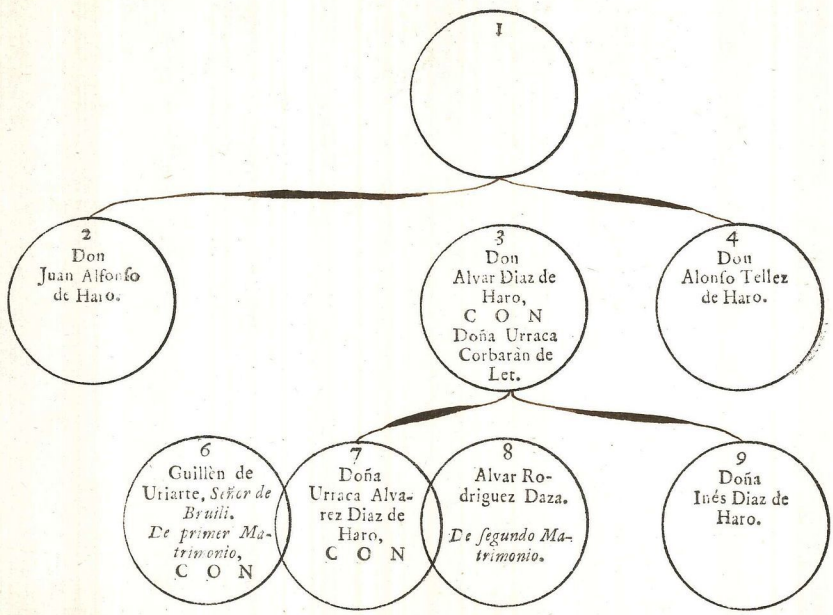 1
2
Don
Juan Alfonſo
de Haro.
3
Don
Alvar Diaz de
Haro,
C O N
Doña Urraca
Corbaràn de
Let.
4
Don
Alonſo Tellez
de Haro.
6
Guillèn de
Uriarte, Señor de
Bruili.
De primer Ma-
trimonio,
C O N
7
Doña
Urraca Alva-
rez Diaz de
Haro,
C O N
8
Alvar Ro-
driguez Daza.
De ſegundo Ma-
trimonio.
9
Doña
Inés Diaz de
Haro.